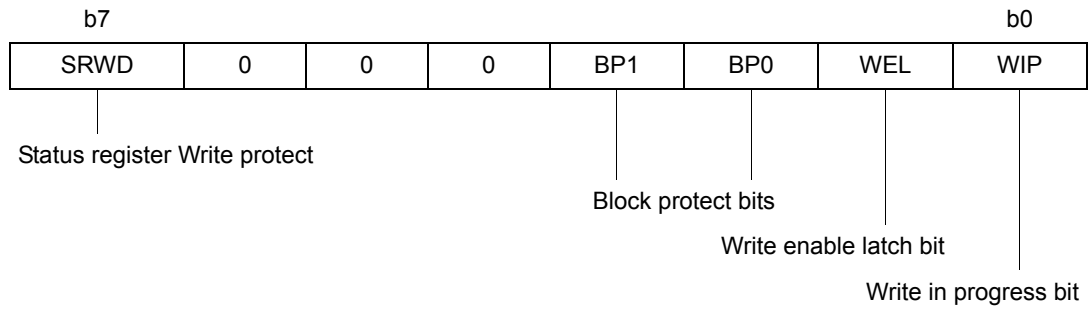 b7 b0
SRWD 0 0 0 BP1 BP0 WEL WIP
Status register Write protect
Block protect bits
Write enable latch bit
Write in progress bit